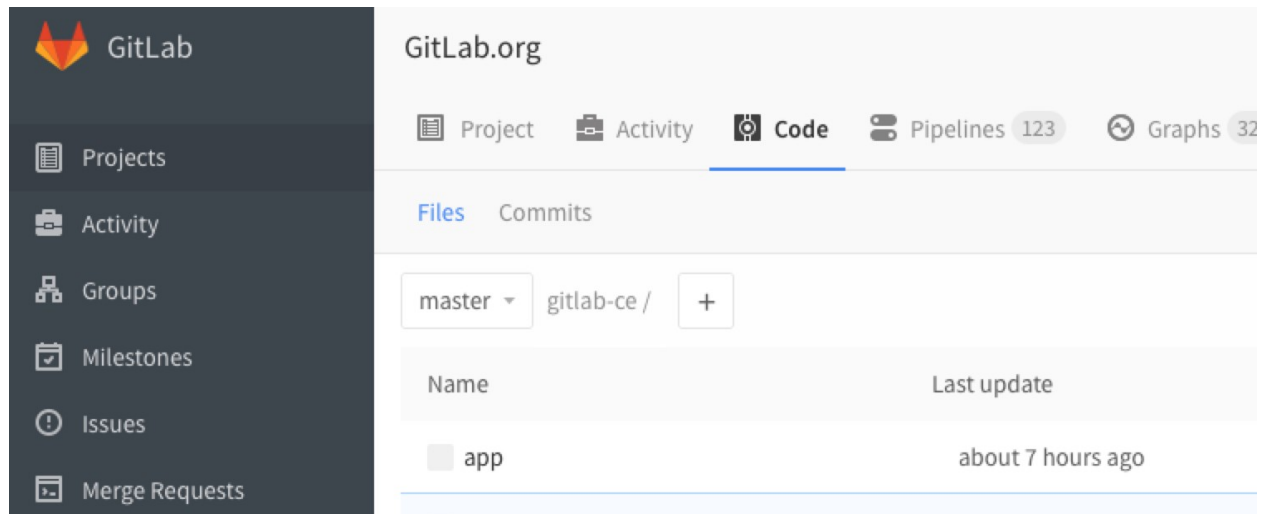 GitLab
Projects
Activity
Groups
Milestones
Issues
Merge Requests
GitLab.org
Project Activity Code Pipelines 123 Graphs 32
Files Commits
master gitlab-ce / +
Name Last update
app about 7 hours ago